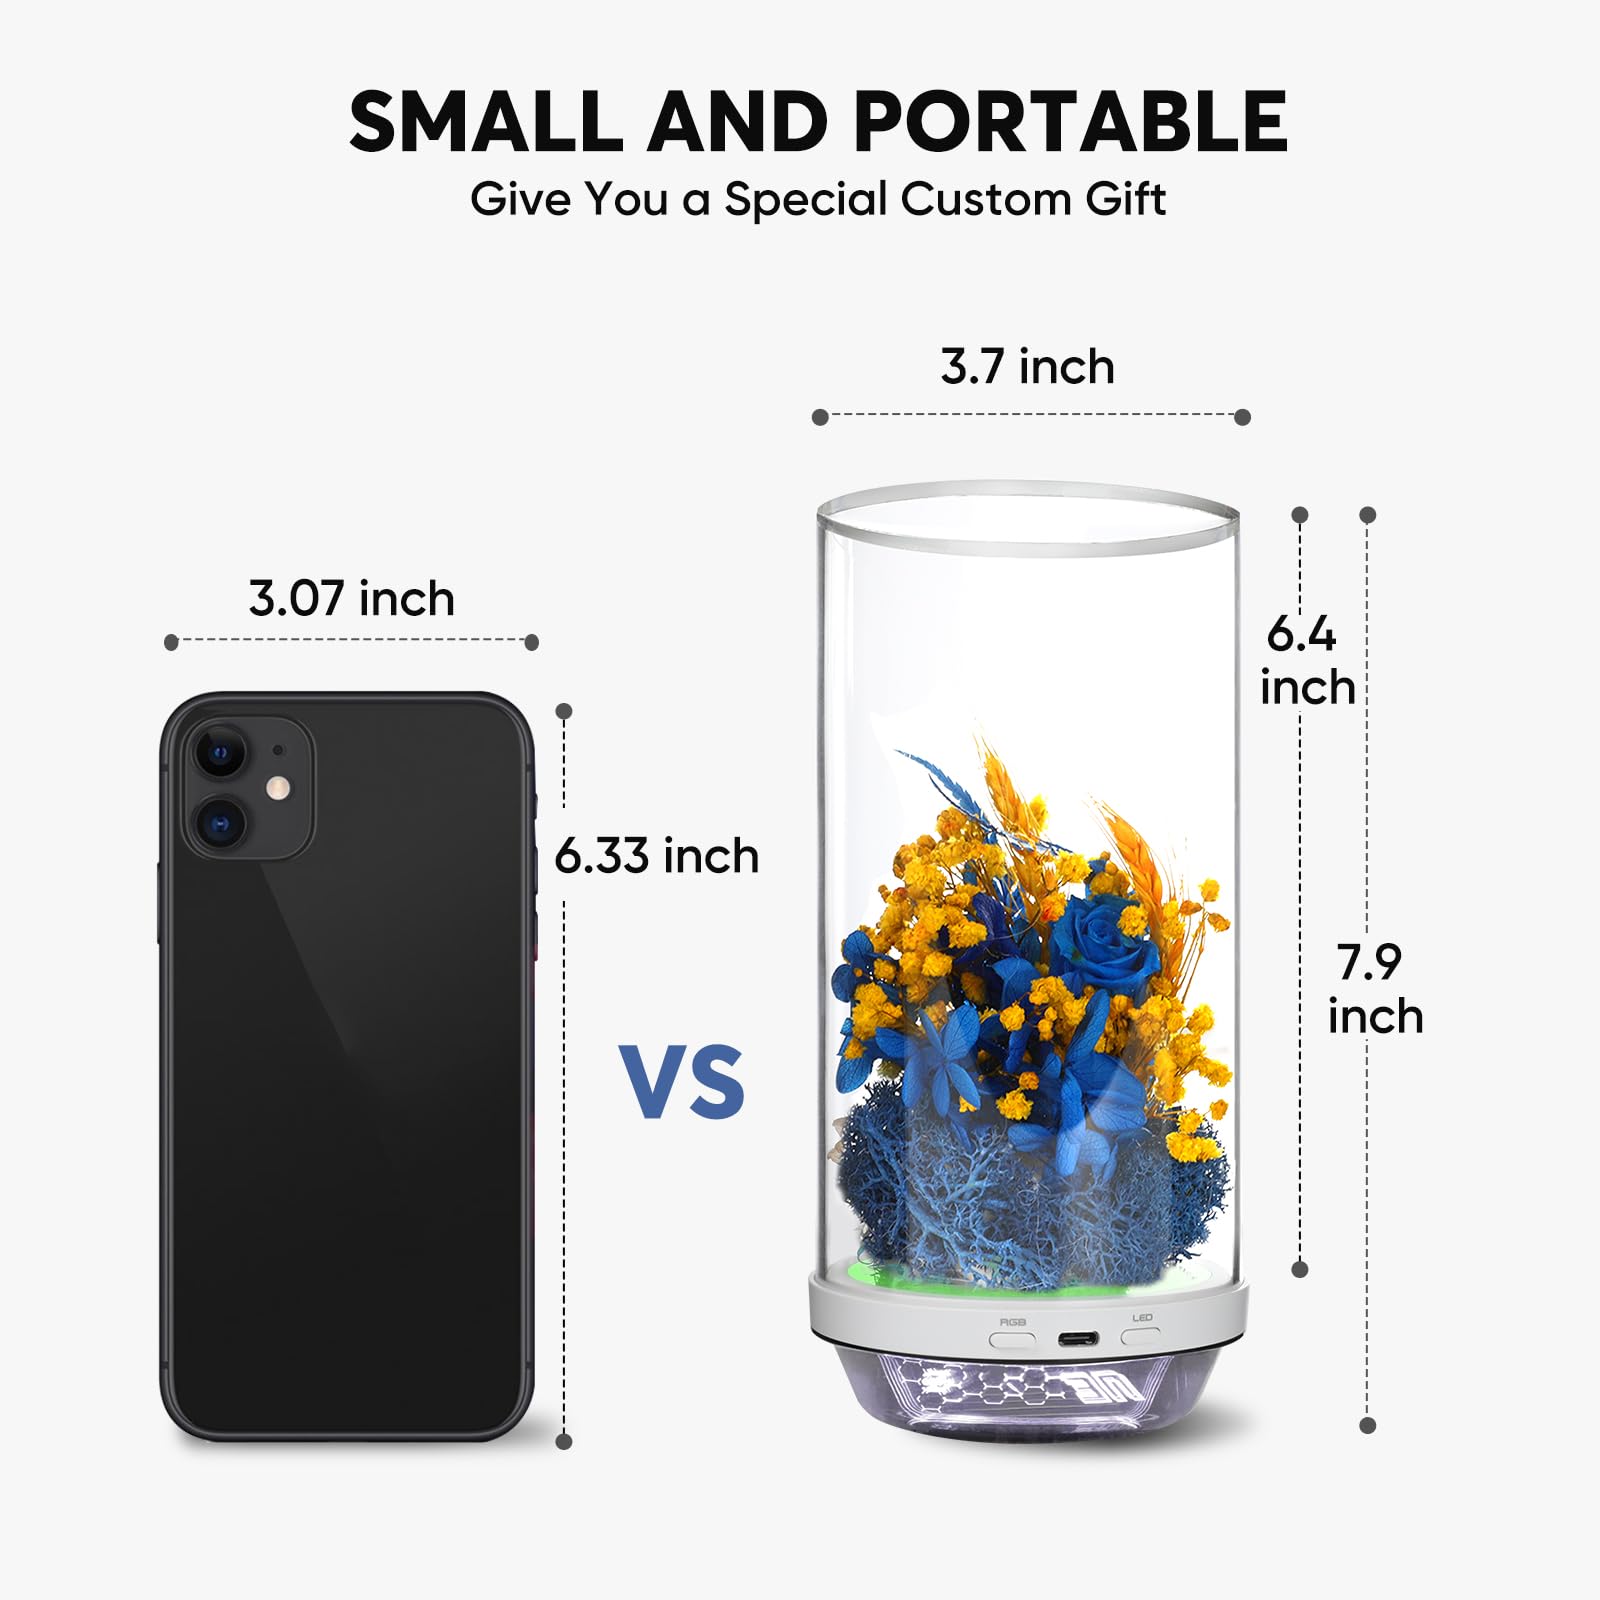 SMALL AND PORTABLE
Give You a Special Custom Gift
3.7 inch
3.07 inch
6.4
inch
6.33 inch
7.9
inch
VS
RGB
LED